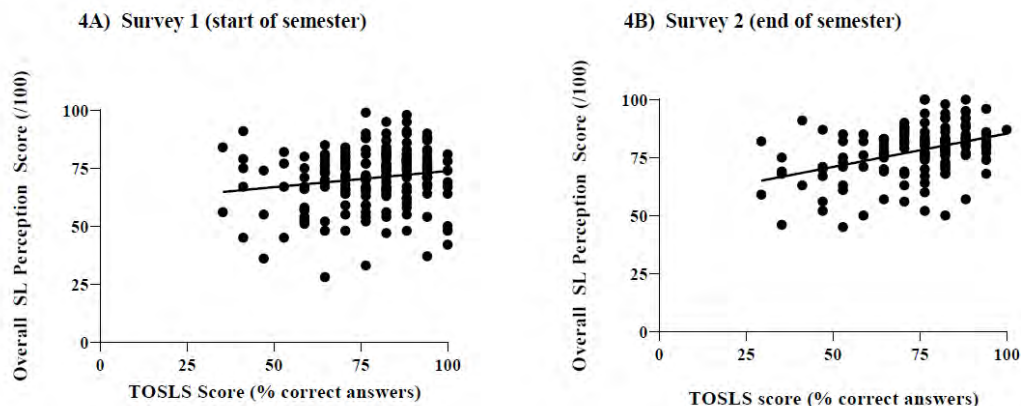 4A) Survey 1 (start of semester)
Overall SL Perception Score (/100)
100
75
50
25
0
0 25 50 75 100
TOSLS Score (% correct answers)
4B) Survey 2 (end of semester)
Overall SL Perception Score (/100)
100
75
50
25
0
0 25 50 75 100
TOSLS score (% correct answers)